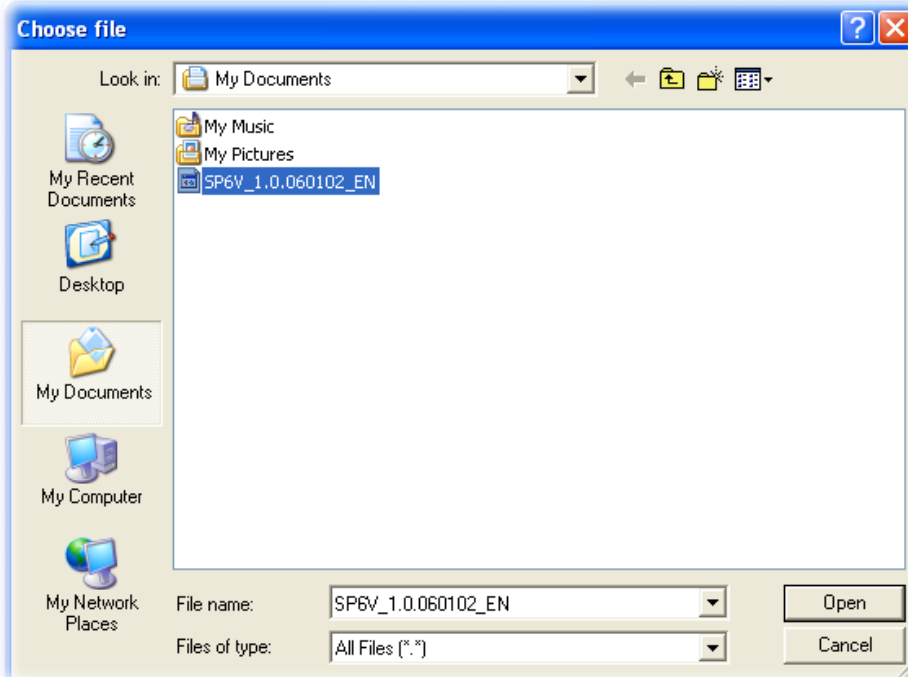 Choose file
Look in: My Documents
My Music
My Pictures
SP6V_1.0.060102_EN
My Recent
Documents
Desktop
My Documents
My Computer
My Network
Places
File name: SP6V_1.0.060102_EN Open
Files of type: All Files (*.*) Cancel